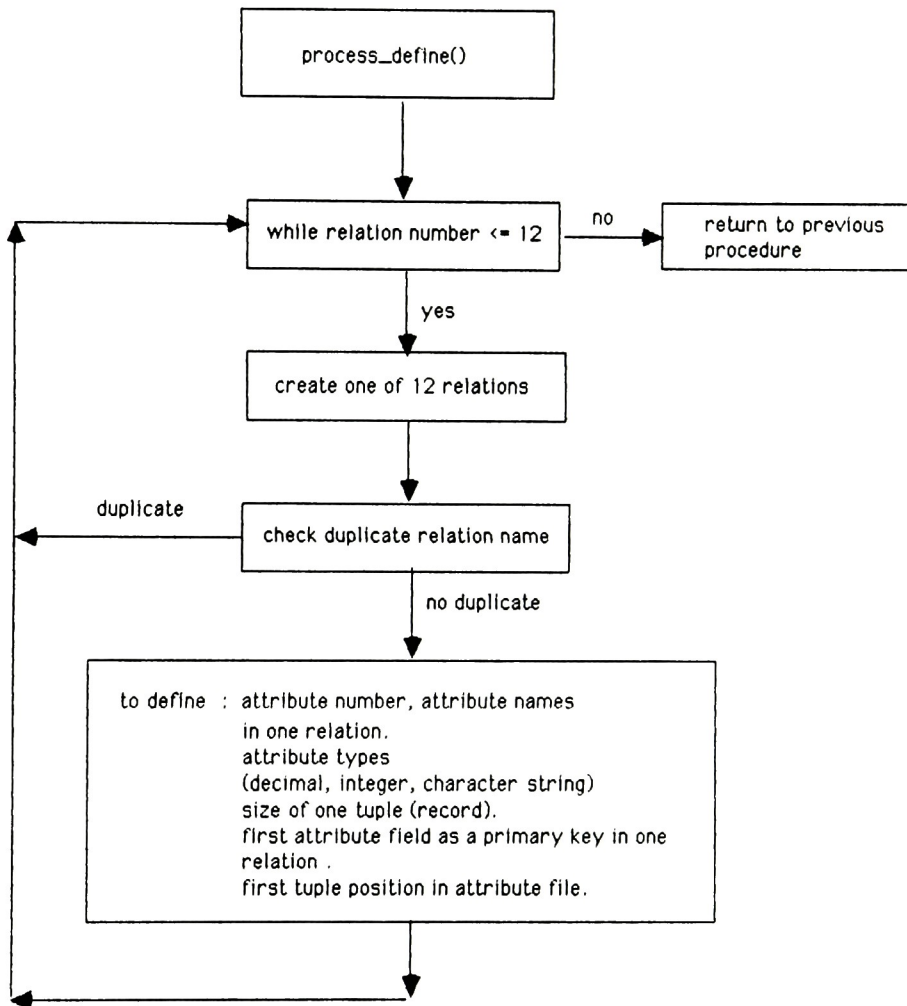 process_define()
while relation number <= 12
no
return to previous
procedure
yes
create one of 12 relations
duplicate
check duplicate relation name
no duplicate
to define : attribute number, attribute names
in one relation.
attribute types
(decimal, integer, character string)
size of one tuple (record).
first attribute field as a primary key in one
relation .
first tuple position in attribute file.